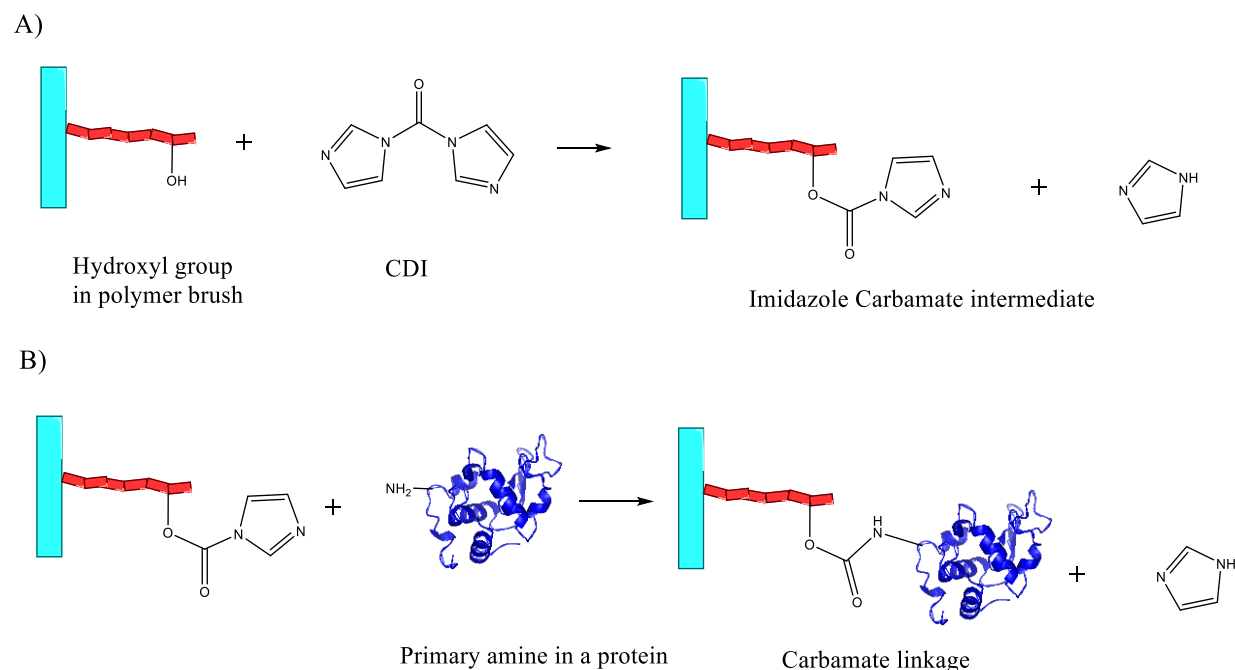 A)
O
N N
N N
OH
+
→
O
N
N
O
+
N
NH
Hydroxyl group
in polymer brush
CDI
Imidazole Carbamate intermediate
B)
NH2
+
O
N
N
O
H
N
O
O
+
N
NH
Primary amine in a protein
Carbamate linkage